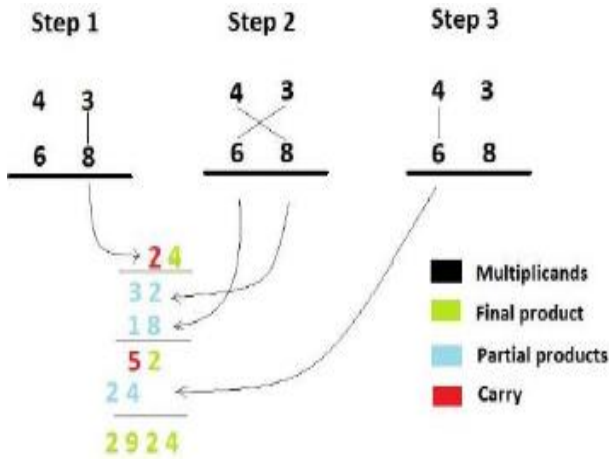 Step 1 Step 2 Step 3
4 3 4 3 4 3
6 8 6 8 6 8
2 4
3 2
1 8
5 2
2 4
2 9 2 4
Multiplicands
Final product
Partial products
Carry